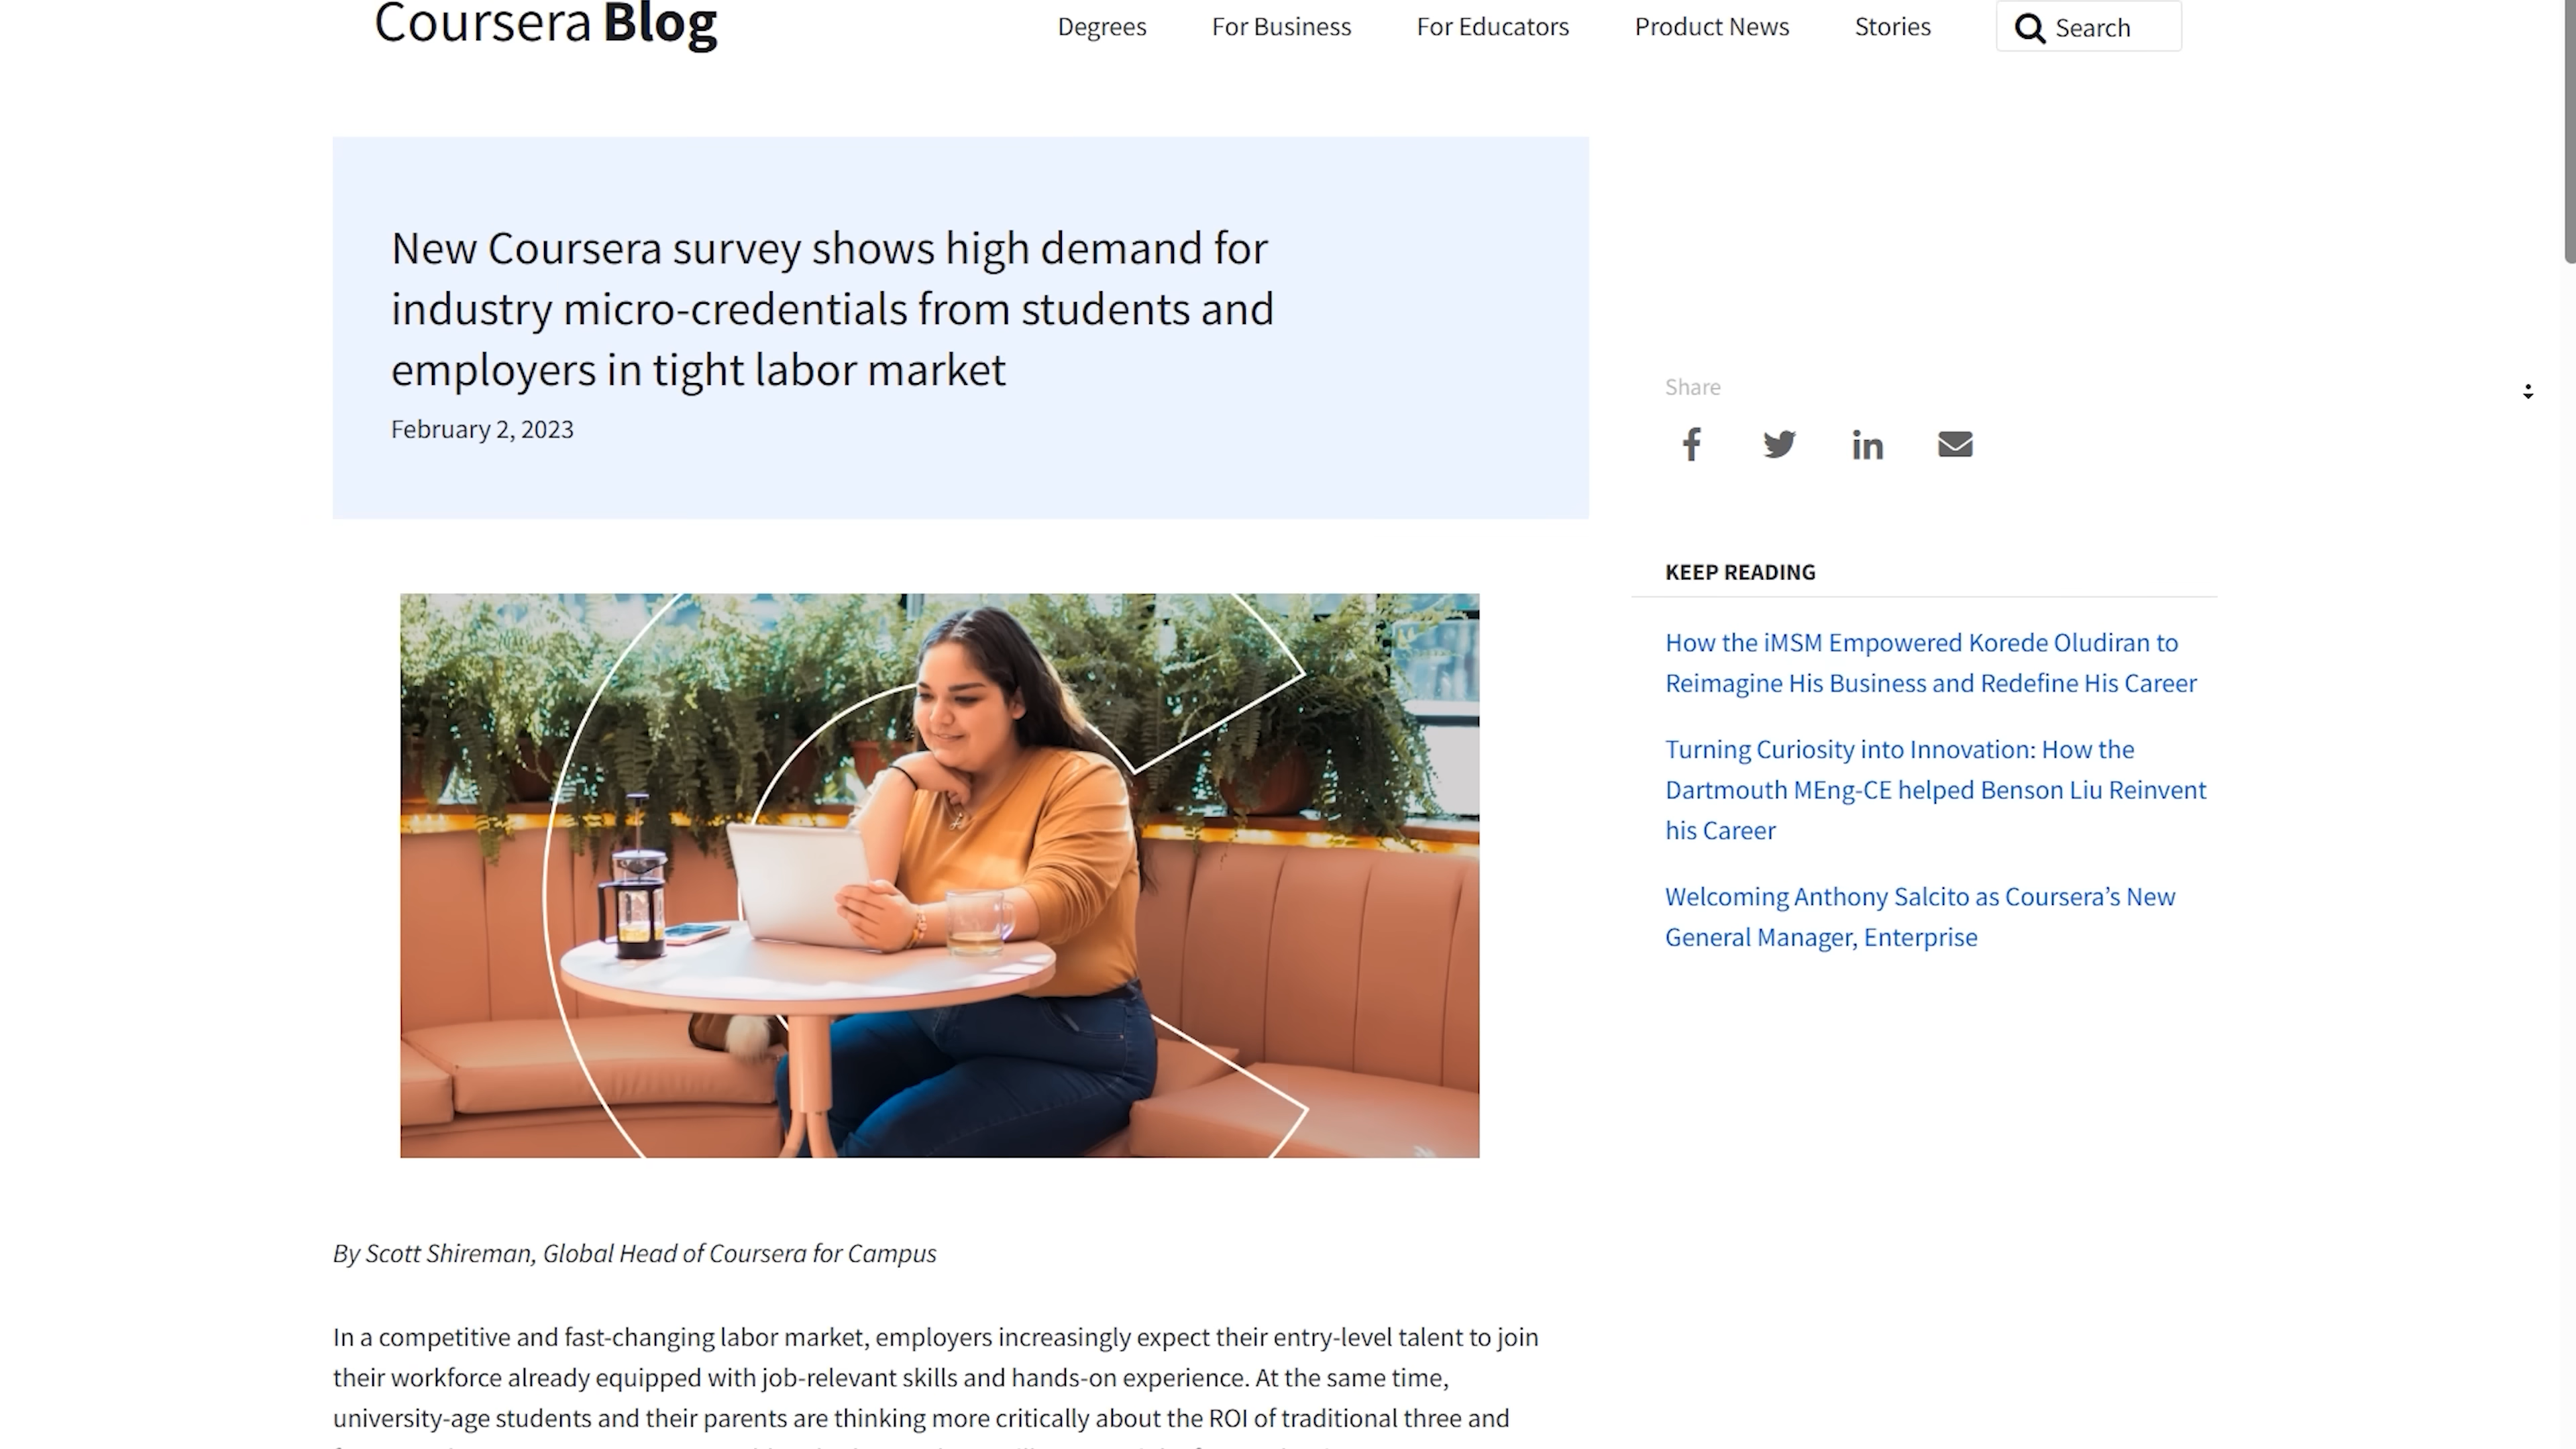 Coursera Blog
Degrees
For Business
For Educators
Product News
Stories
Search
New Coursera survey shows high demand for
industry micro-credentials from students and
employers in tight labor market
February 2, 2023
Share
KEEP READING
How the iMSM Empowered Korede Oludiran to
Reimagine His Business and Redefine His Career
Turning Curiosity into Innovation: How the
Dartmouth MEng-CE helped Benson Liu Reinvent
his Career
Welcoming Anthony Salcito as Coursera’s New
General Manager, Enterprise
By Scott Shireman, Global Head of Coursera for Campus
In a competitive and fast-changing labor market, employers increasingly expect their entry-level talent to join
their workforce already equipped with job-relevant skills and hands-on experience. At the same time,
university-age students and their parents are thinking more critically about the ROI of traditional three and